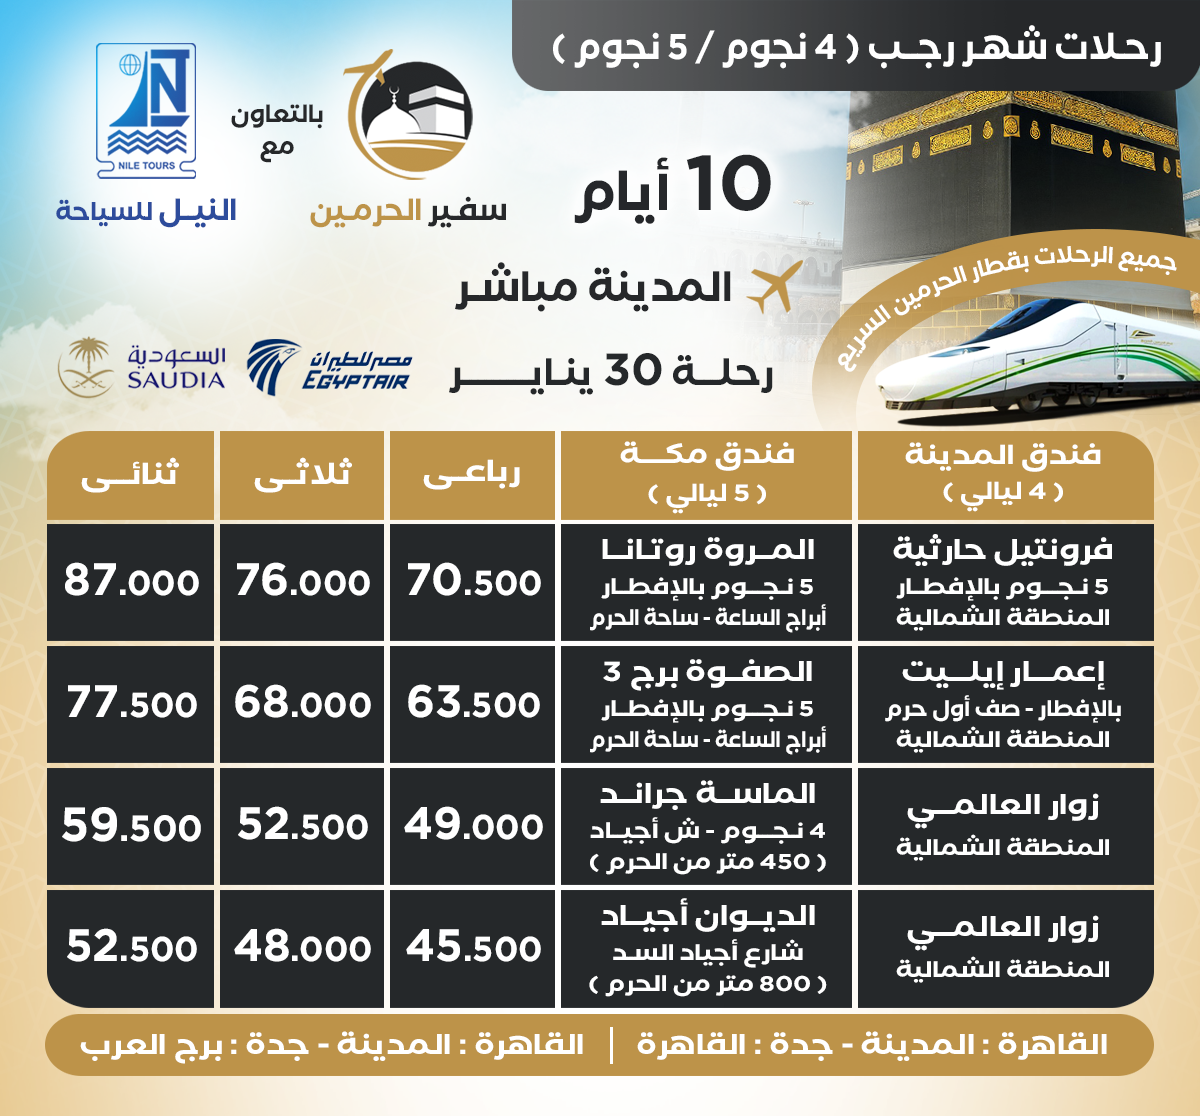 رحلات شهر رجب ( 4 نجوم / 5 نجوم )
NILE TOURS
بالتعاون
مع
سفير الحرمين
النيل للسياحة
10 أيام
المدينة مباشر
رحلة 30 يناير
جميع الرحلات بقطار الحرمين السريع
مصر للطيران
EGYPTAIR
السعودية
SAUDIA
فندق المدينة
( 4 ليالي )
فندق مكة
( 5 ليالي )
رباعى
ثلاثى
ثنائى
فرونتيل حارثية
5 نجوم بالإفطار
المنطقة الشمالية
المروة روتانا
5 نجوم بالإفطار
أبراج الساعة - ساحة الحرم
70.500
76.000
87.000
إعمار إيليت
بالإفطار - صف أول حرم
المنطقة الشمالية
الصفوة برج 3
5 نجوم بالإفطار
أبراج الساعة - ساحة الحرم
63.500
68.000
77.500
زوار العالمي
المنطقة الشمالية
الماسة جراند
4 نجوم - ش أجياد
( 450 متر من الحرم )
49.000
52.500
59.500
زوار العالمي
المنطقة الشمالية
الديوان أجياد
شارع أجياد السد
( 800 متر من الحرم )
45.500
48.000
52.500
القاهرة : المدينة - جدة : القاهرة | القاهرة : المدينة - جدة : برج العرب